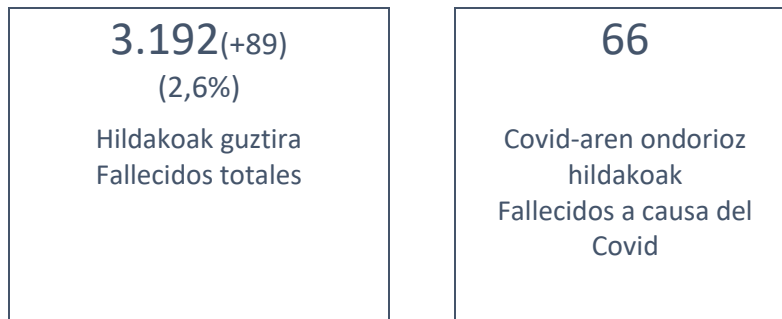 3.192(+89)
(2,6%)
Hildakoak guztira
Fallecidos totales
66
Covid-aren ondorioz
hildakoak
Fallecidos a causa del
Covid